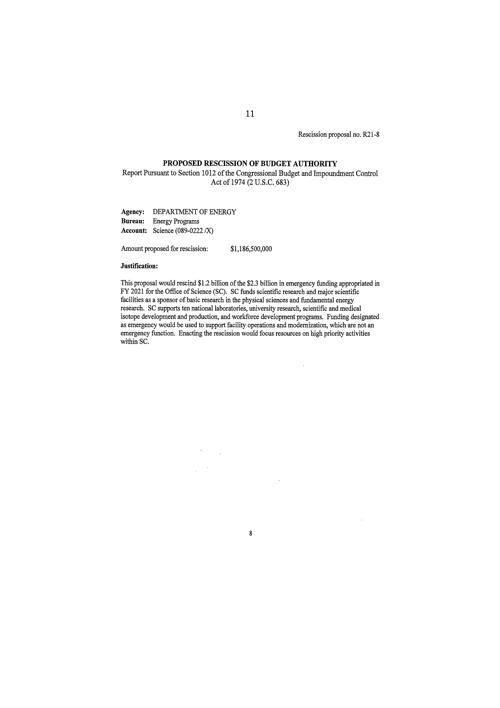 11
Rescission proposal no. R21-8
PROPOSED RESCISSION OF BUDGET AUTHORITY
Report Pursuant to Section 1012 of the Congressional Budget and Impoundment Control
Act of 1974 (2 U.S.C. 683)
Agency: DEPARTMENT OF ENERGY
Bureau: Energy Programs
Account: Science (089-0222 /X)
Amount proposed for rescission: $1,186,500,000
Justification:
This proposal would rescind $1.2 billion of the $2.3 billion in emergency funding appropriated in
FY 2021 for the Office of Science (SC). SC funds scientific research and major scientific
facilities as a sponsor of basic research in the physical sciences and fundamental energy
research. SC supports ten national laboratories, university research, scientific and medical
isotope development and production, and workforce development programs. Funding designated
as emergency would be used to support facility operations and modernization, which are not an
emergency function. Enacting the rescission would focus resources on high priority activities
within SC.
8